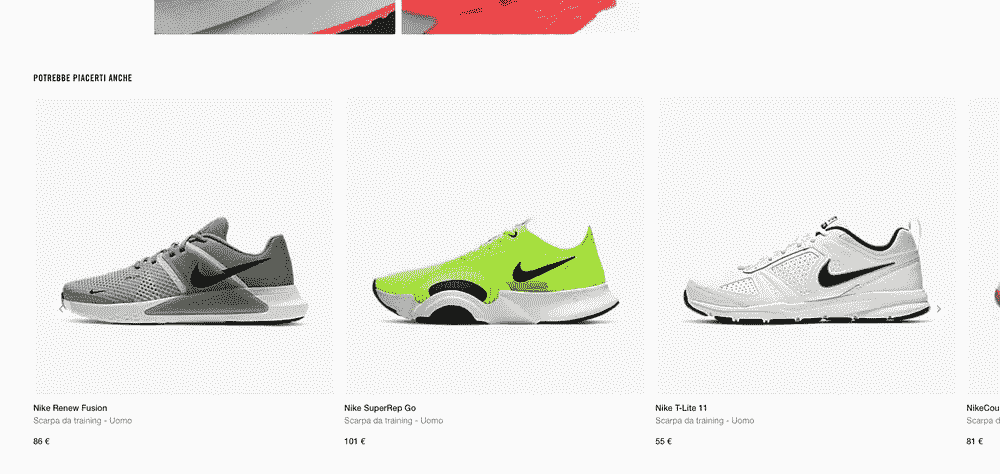 POTREBBE PIACERTI ANCHE
Nike Renew Fusion
Scarpa da training - Uomo
86 €
Nike SuperRep Go
Scarpa da training - Uomo
101 €
Nike T-Lite 11
Scarpa da training - Uomo
55 €
NikeCou
Scarpa d
81 €